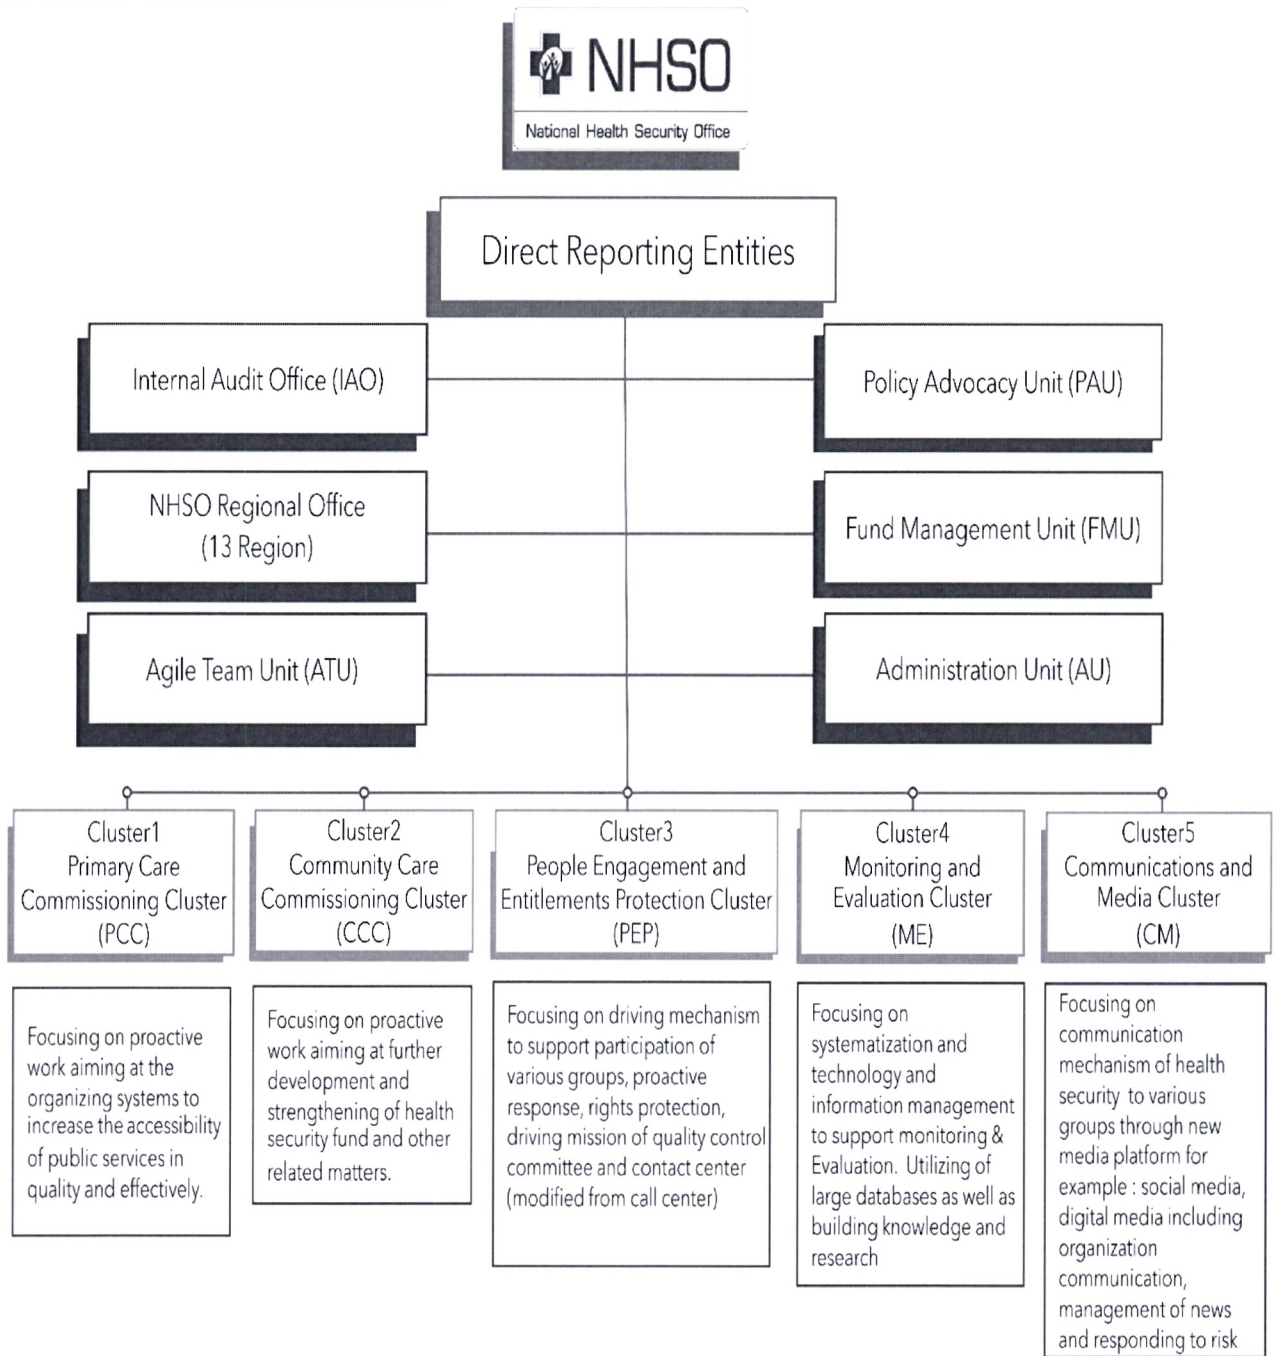 NHSO
National Health Security Office
Direct Reporting Entities
Internal Audit Office (IAO)
Policy Advocacy Unit (PAU)
NHSO Regional Office
(13 Region)
Fund Management Unit (FMU)
Agile Team Unit (ATU)
Administration Unit (AU)
Cluster1
Primary Care
Commissioning Cluster
(PCC)
Cluster2
Community Care
Commissioning Cluster
(CCC)
Cluster3
People Engagement and
Entitlements Protection Cluster
(PEP)
Cluster4
Monitoring and
Evaluation Cluster
(ME)
Cluster5
Communications and
Media Cluster
(CM)
Focusing on proactive
work aiming at the
organizing systems to
increase the accessibility
of public services in
quality and effectively.
Focusing on proactive
work aiming at further
development and
strengthening of health
security fund and other
related matters.
Focusing on driving mechanism
to support participation of
various groups, proactive
response, rights protection,
driving mission of quality control
committee and contact center
(modified from call center)
Focusing on
systematization and
technology and
information management
to support monitoring &
Evaluation. Utilizing of
large databases as well as
building knowledge and
research
Focusing on
communication
mechanism of health
security to various
groups through new
media platform for
example : social media,
digital media including
organization
communication,
management of news
and responding to risk